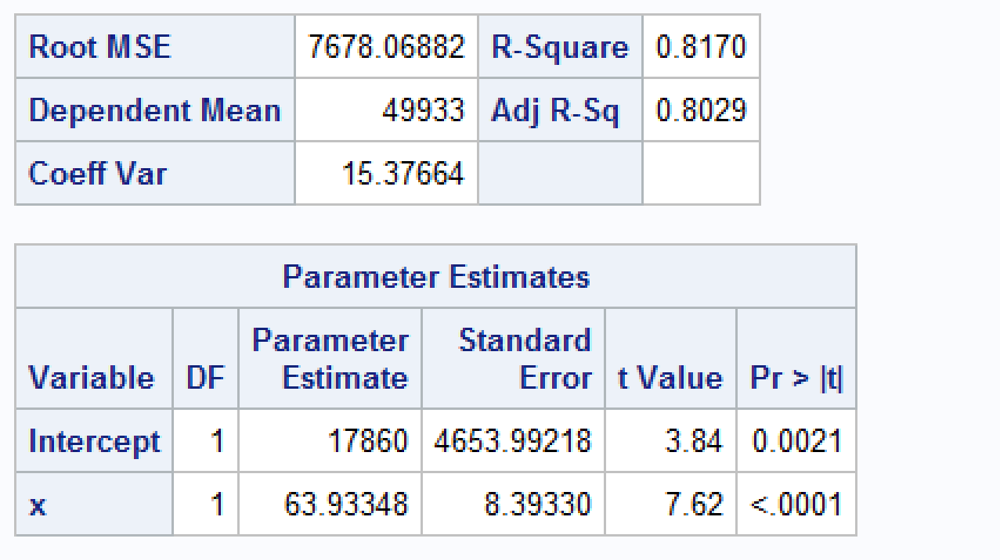 Root MSE 7678.06882 R-Square 0.8170
Dependent Mean 49933 Adj R-Sq 0.8029
Coeff Var 15.37664
Parameter Estimates
Variable DF Parameter Estimate Standard Error t Value Pr > |t|
Intercept 1 17860 4653.99218 3.84 0.0021
x 1 63.93348 8.39330 7.62 <.0001